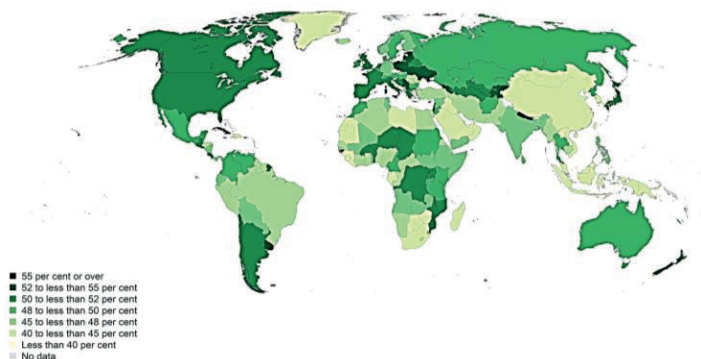 55 per cent or over
52 to less than 55 per cent
50 to less than 52 per cent
48 to less than 50 per cent
45 to less than 48 per cent
40 to less than 45 per cent
Less than 40 per cent
No data